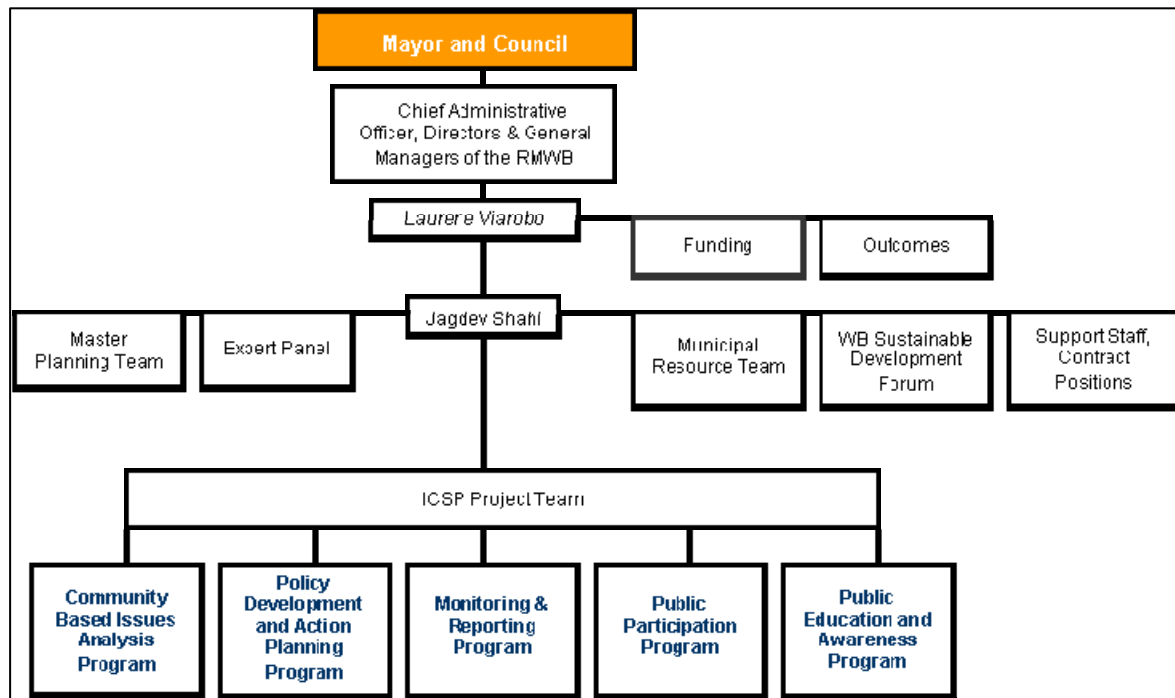 Mayor and Council
Chief Administrative
Officer, Directors & General
Managers of the RMWB
Laurene Viarobo
Funding
Outcomes
Jagdev Shahi
Master
Planning Team
Expert Panel
Municipal
Resource Team
WB Sustainable
Development
Forum
Support Staff,
Contract
Positions
ICSP Project Team
Community
Based Issues
Analysis
Program
Policy
Development
and Action
Planning
Program
Monitoring &
Reporting
Program
Public
Participation
Program
Public
Education and
Awareness
Program